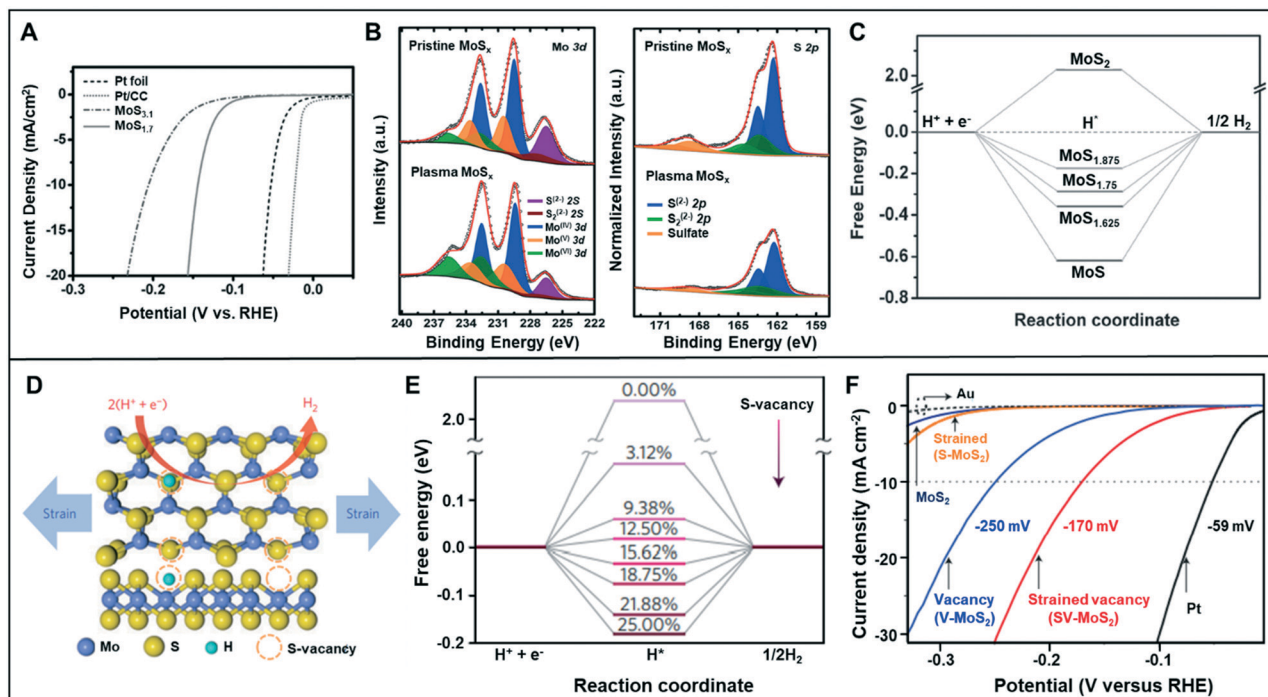 A
Pt foil
Pt/CC
MoS3.1
MoS1.7
Current Density (mA/cm²)
0
-5
-10
-15
-20
-0.3
-0.2
-0.1
0.0
Potential (V vs. RHE)
B
Pristine MoSx
Mo 3d
Plasma MoSx
S(2-) 2S
S2(2-) 2S
Mo(IV) 3d
Mo(V) 3d
Mo(VI) 3d
Intensity (a.u.)
240 237 234 231 228 225 222
Binding Energy (eV)
Pristine MoSx
S 2p
Plasma MoSx
S(2-) 2p
S2(2-) 2p
Sulfate
Normalized Intensity (a.u.)
173 171 168 165 163 162 159
Binding Energy (eV)
C
MoS2
H⁺ + e⁻
H*
1/2 H2
MoS1.875
MoS1.75
MoS1.625
MoS
Free Energy (eV)
2.0
0.0
-0.2
-0.4
-0.6
-0.8
Reaction coordinate
D
2(H⁺ + e⁻)
H2
Strain
Strain
Mo
S
H
S-vacancy
E
0.00%
S-vacancy
3.12%
9.38%
12.50%
15.62%
18.75%
21.88%
25.00%
Free energy (eV)
2.0
0.1
0.0
-0.1
-0.2
H⁺ + e⁻
H*
1/2H2
Reaction coordinate
F
Au
Strained
(S-MoS2)
MoS2
-250 mV
-170 mV
-59 mV
Vacancy
(V-MoS2)
Strained vacancy
(SV-MoS2)
Pt
Current density (mA cm⁻²)
0
-10
-20
-30
-0.3
-0.2
-0.1
Potential (V versus RHE)